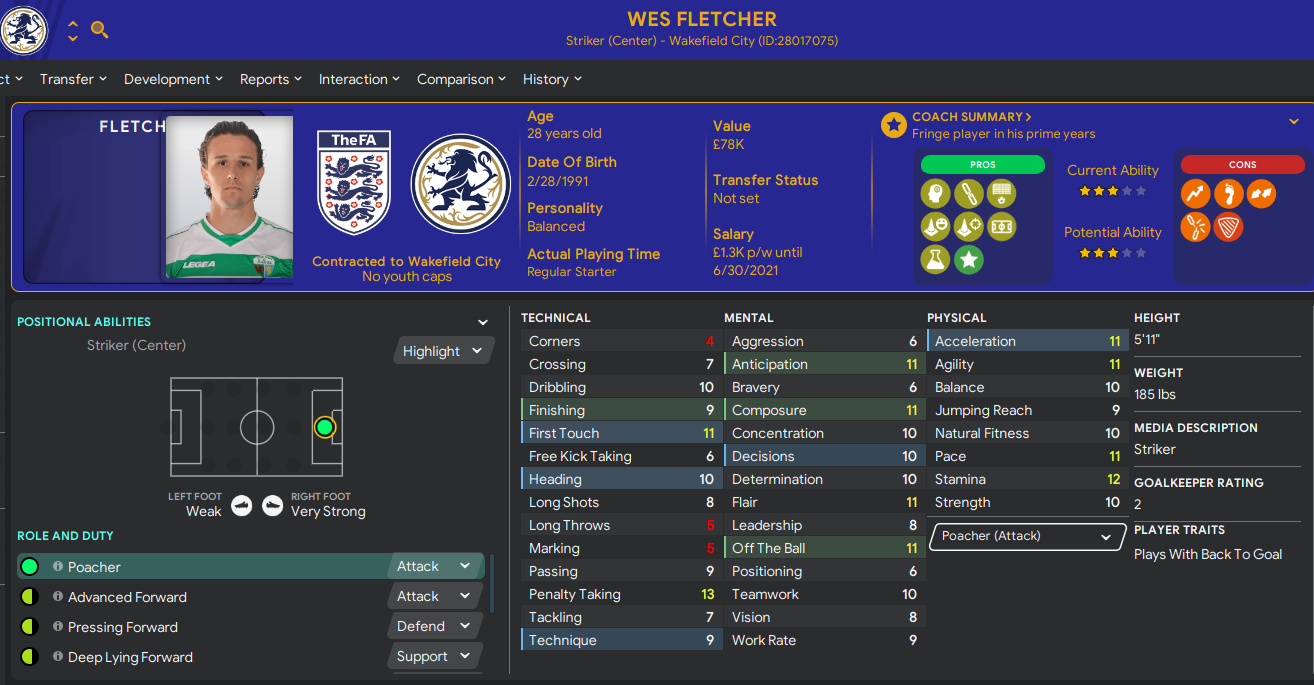 WES FLETCHER
Striker (Center) - Wakefield City (ID:28017075)
ct
Transfer
Development
Reports
Interaction
Comparison
History
FLETCH
LEGEA
The FA
Contracted to Wakefield City
No youth caps
Age
28 years old
Date Of Birth
2/28/1991
Personality
Balanced
Actual Playing Time
Regular Starter
Value
£78K
Transfer Status
Not set
Salary
£1.3K p/w until
6/30/2021
COACH SUMMARY >
Fringe player in his prime years
PROS
Current Ability
Potential Ability
CONS
POSITIONAL ABILITIES
Striker (Center)
Highlight
LEFT FOOT
Weak
RIGHT FOOT
Very Strong
ROLE AND DUTY
Poacher Attack
Advanced Forward Attack
Pressing Forward Defend
Deep Lying Forward Support
TECHNICAL
Corners 4
Crossing 7
Dribbling 10
Finishing 9
First Touch 11
Free Kick Taking 6
Heading 10
Long Shots 8
Long Throws 5
Marking 5
Passing 9
Penalty Taking 13
Tackling 7
Technique 9
MENTAL
Aggression 6
Anticipation 11
Bravery 6
Composure 11
Concentration 10
Decisions 10
Determination 10
Flair 11
Leadership 8
Off The Ball 11
Positioning 6
Teamwork 10
Vision 8
Work Rate 9
PHYSICAL
Acceleration 11
Agility 11
Balance 10
Jumping Reach 9
Natural Fitness 10
Pace 11
Stamina 12
Strength 10
Poacher (Attack)
HEIGHT
5'11"
WEIGHT
185 lbs
MEDIA DESCRIPTION
Striker
GOALKEEPER RATING
2
PLAYER TRAITS
Plays With Back To Goal